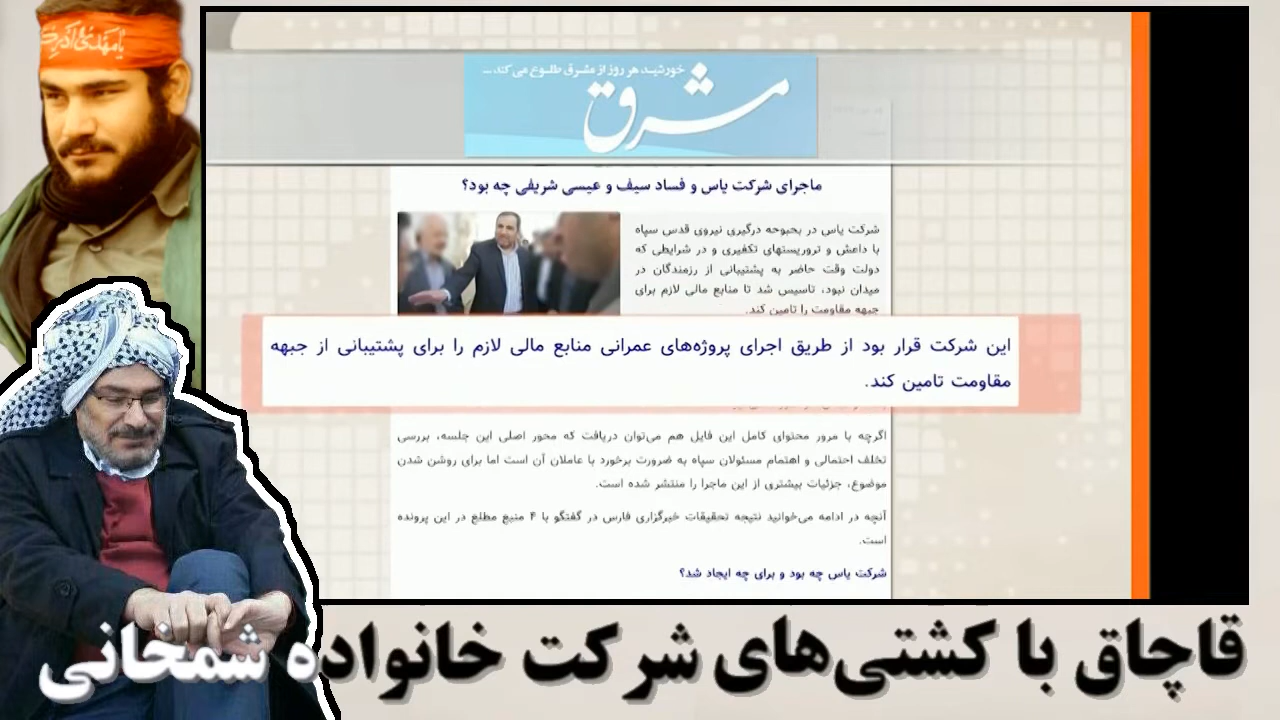 یا مهدی ادرک
خورشید، هر روز از مشرق طلوع می‌کند...
مشرق
ماجرای شرکت یاس و فساد سیف و عیسی شریفی چه بود؟
شرکت یاس در بحبوحه درگیری نیروی قدس سپاه
با داعش و تروریستهای تکفیری و در شرایطی که
دولت وقت حاضر به پشتیبانی از رزمندگان در
میدان نبود، تاسیس شد تا منابع مالی لازم برای
جبهه مقاومت را تامین کند.
این شرکت قرار بود از طریق اجرای پروژه‌های عمرانی منابع مالی لازم را برای پشتیبانی از جبهه
مقاومت تامین کند.
اگرچه با مرور محتوای کامل این فایل هم می‌توان دریافت که محور اصلی این جلسه، بررسی
تخلف احتمالی و اهتمام مسئولان سپاه به ضرورت برخورد با عاملان آن است اما برای روشن شدن
موضوع، جزئیات بیشتری از این ماجرا را منتشر شده است.
آنچه در ادامه می‌خوانید نتیجه تحقیقات خبرگزاری فارس در گفتگو با ۴ منبع مطلع در این پرونده
است.
شرکت یاس چه بود و برای چه ایجاد شد؟
قاچاق با کشتی‌های شرکت خانواده شمخانی